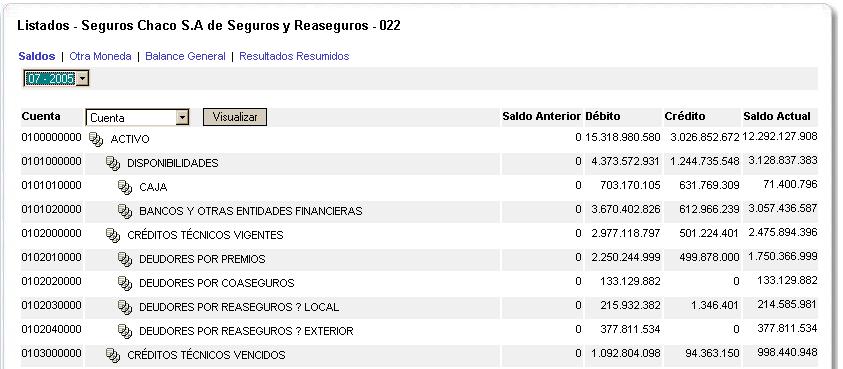 Listados - Seguros Chaco S.A de Seguros y Reaseguros - 022
Saldos | Otra Moneda | Balance General | Resultados Resumidos
07 - 2005
Cuenta Cuenta Visualizar Saldo Anterior Débito Crédito Saldo Actual
0100000000 ACTIVO 0 15.318.980.580 3.026.852.672 12.292.127.908
0101000000 DISPONIBILIDADES 0 4.373.572.931 1.244.735.548 3.128.837.383
0101010000 CAJA 0 703.170.105 631.769.309 71.400.796
0101020000 BANCOS Y OTRAS ENTIDADES FINANCIERAS 0 3.670.402.826 612.966.239 3.057.436.587
0102000000 CRÉDITOS TÉCNICOS VIGENTES 0 2.977.118.797 501.224.401 2.475.894.396
0102010000 DEUDORES POR PREMIOS 0 2.250.244.999 499.878.000 1.750.366.999
0102020000 DEUDORES POR COASEGUROS 0 133.129.882 0 133.129.882
0102030000 DEUDORES POR REASEGUROS ? LOCAL 0 215.932.382 1.346.401 214.585.981
0102040000 DEUDORES POR REASEGUROS ? EXTERIOR 0 377.811.534 0 377.811.534
0103000000 CRÉDITOS TÉCNICOS VENCIDOS 0 1.092.804.098 94.363.150 998.440.948